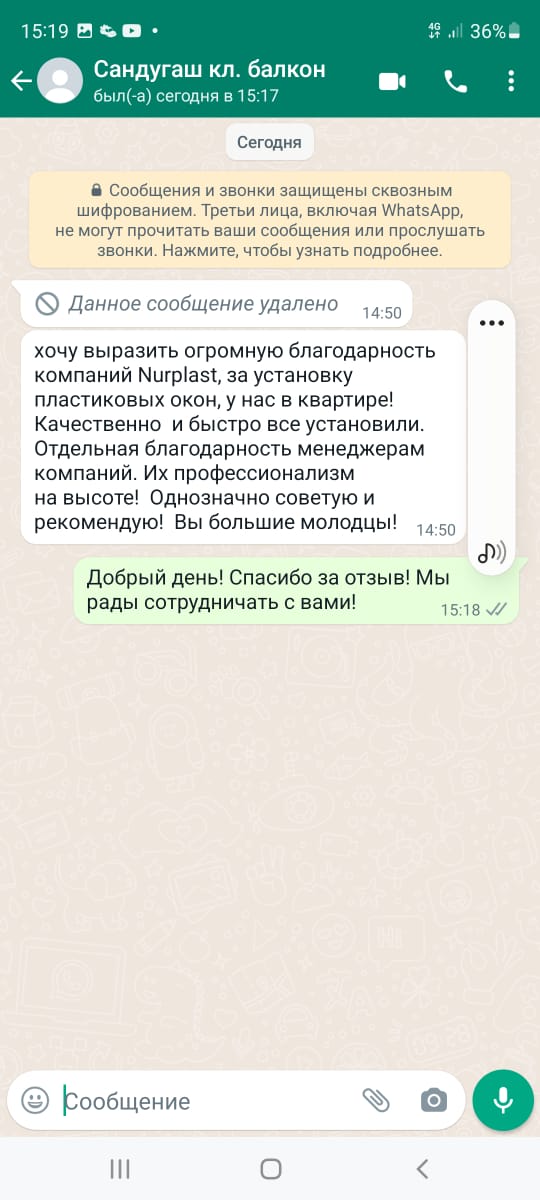 15:19
4G
36%
Сандугаш кл. балкон
был(-а) сегодня в 15:17
Сегодня
Сообщения и звонки защищены сквозным
шифрованием. Третьи лица, включая WhatsApp,
не могут прочитать ваши сообщения или прослушать
звонки. Нажмите, чтобы узнать подробнее.
Данное сообщение удалено 14:50
хочу выразить огромную благодарность
компаний Nurplast, за установку
пластиковых окон, у нас в квартире!
Качественно  и быстро все установили.
Отдельная благодарность менеджерам
компаний. Их профессионализм
на высоте!  Однозначно советую и
рекомендую!  Вы большие молодцы! 14:50
Добрый день! Спасибо за отзыв! Мы
рады сотрудничать с вами! 15:18
Сообщение